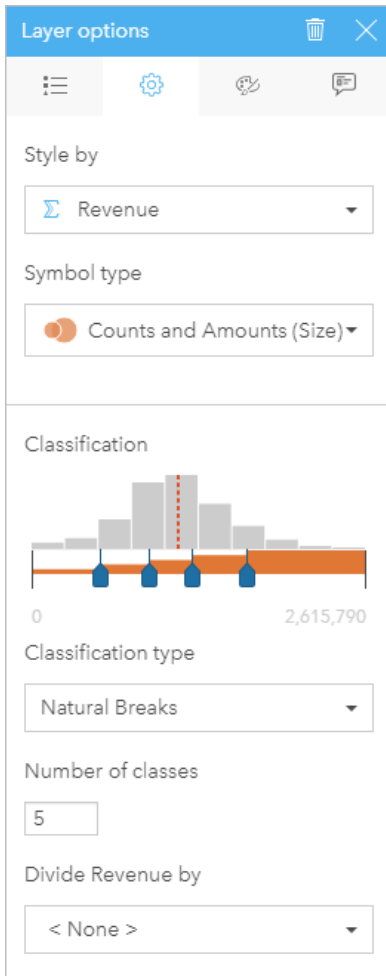 Layer options
Style by
Σ Revenue
Symbol type
Counts and Amounts (Size)
Classification
0 2,615,790
Classification type
Natural Breaks
Number of classes
5
Divide Revenue by
< None >